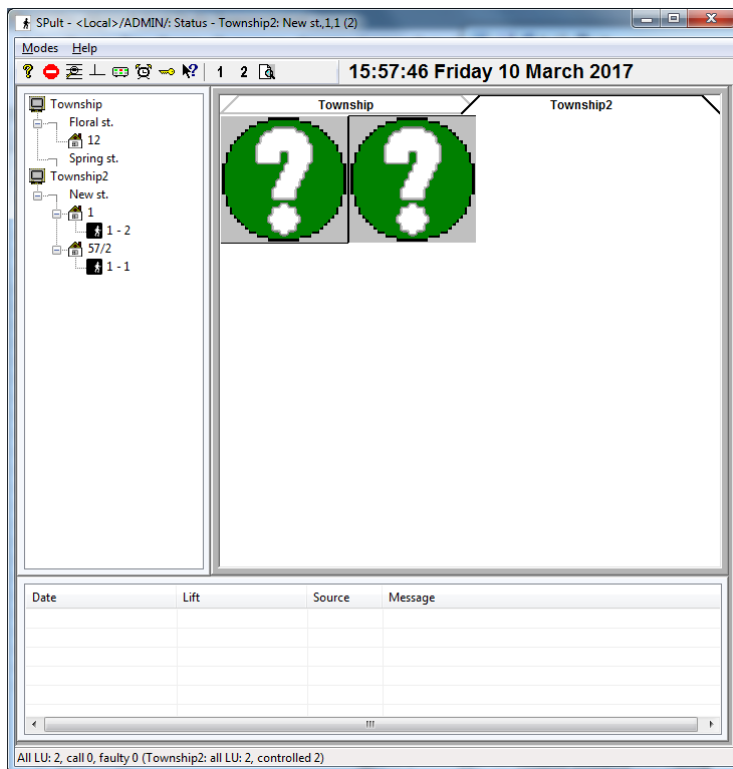 SPult - <Local>/ADMIN/: Status - Township2: New st.,1,1 (2)
Modes Help
1 2 15:57:46 Friday 10 March 2017
Township
Floral st.
12
Spring st.
Township2
New st.
1
1 - 2
57/2
1 - 1
Township Township2
Date Lift Source Message
All LU: 2, call 0, faulty 0 (Township2: all LU: 2, controlled 2)